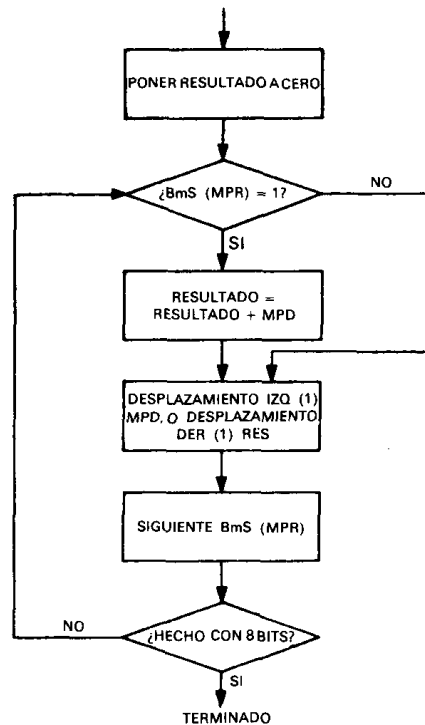 PONER RESULTADO A CERO
¿BmS (MPR) = 1?
NO
SI
RESULTADO =
RESULTADO + MPD
DESPLAZAMIENTO IZQ (1)
MPD, O DESPLAZAMIENTO
DER (1) RES
SIGUIENTE BmS (MPR)
NO
¿HECHO CON 8 BITS?
SI
TERMINADO